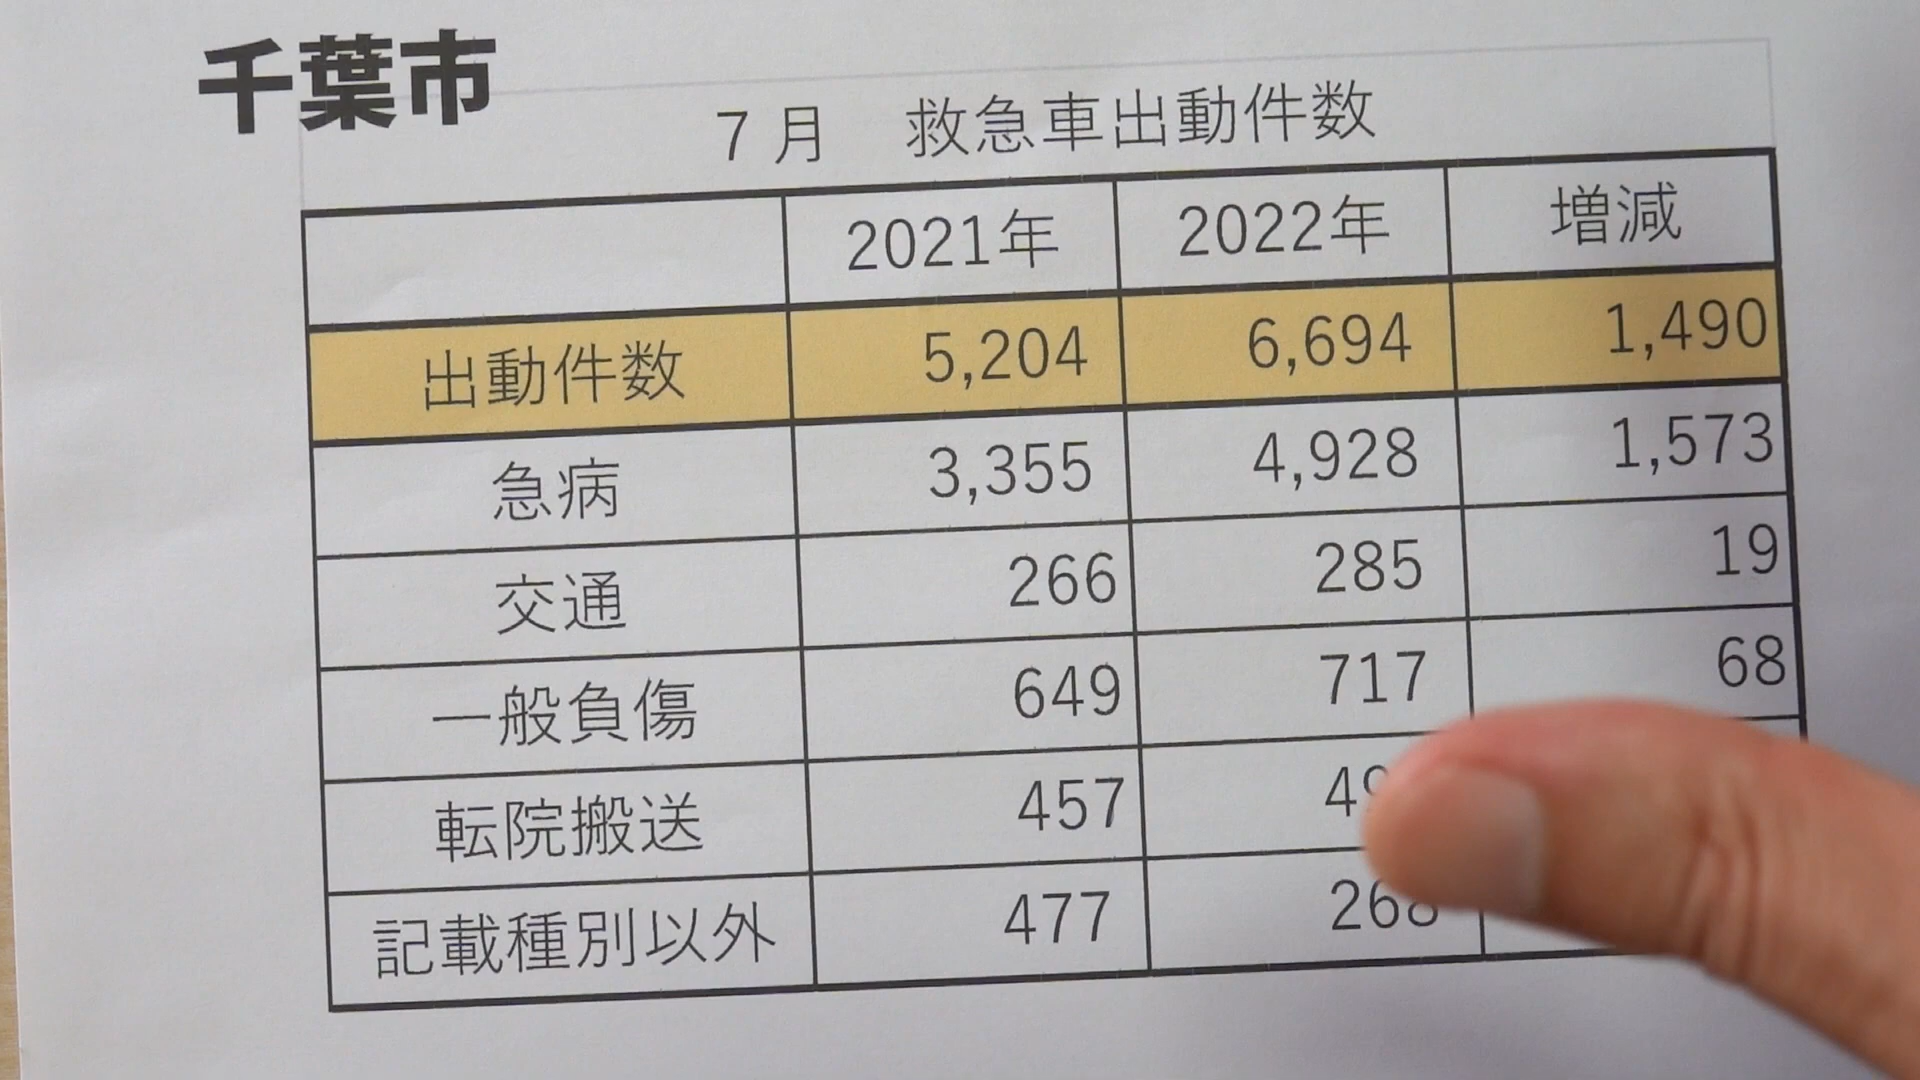 千葉市
7月 救急車出動件数
2021年 2022年 増減
出動件数 5,204 6,694 1,490
急病 3,355 4,928 1,573
交通 266 285 19
一般負傷 649 717 68
転院搬送 457
記載種別以外 477 268